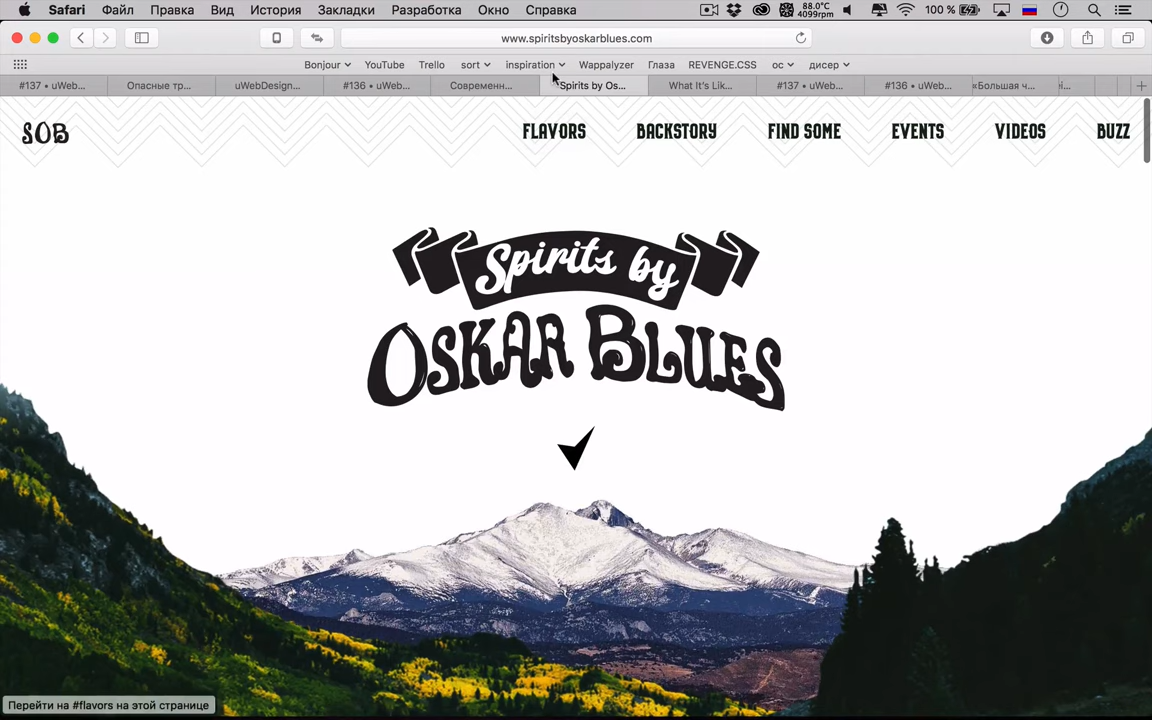 Safari Файл Правка Вид История Закладки Разработка Окно Справка 88.0°C 4099rpm 100 %
www.spiritsbyoskarblues.com
Bonjour YouTube Trello sort inspiration Wappalyzer Глаза REVENGE.CSS ос дисер
#137 • uWeb... Опасные тр... uWebDesign... #136 • uWeb... Современн... Spirits by Os... What It's Lik... #137 • uWeb... #136 • uWeb... «Большая ч...
SOB FLAVORS BACKSTORY FIND SOME EVENTS VIDEOS BUZZ
Spirits by
OSKAR BLUES
Перейти на #flavors на этой странице